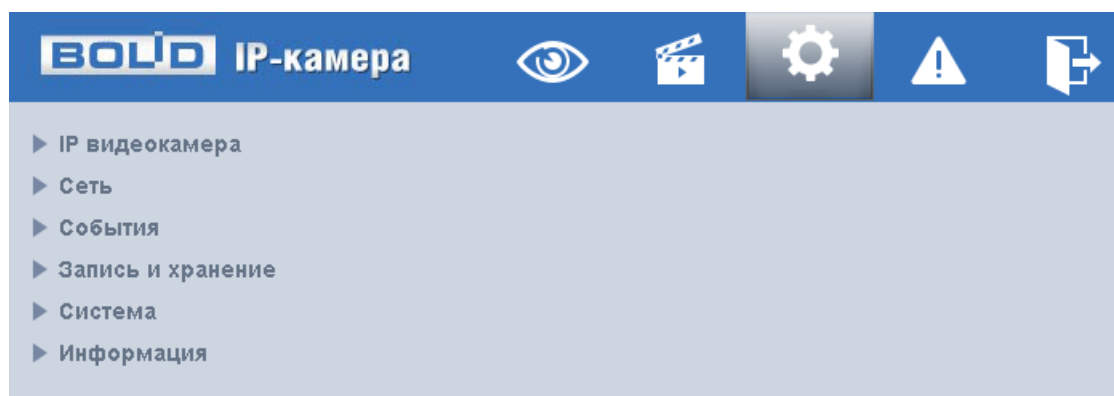 BOLID IP-камера
IP видеокамера
Сеть
События
Запись и хранение
Система
Информация